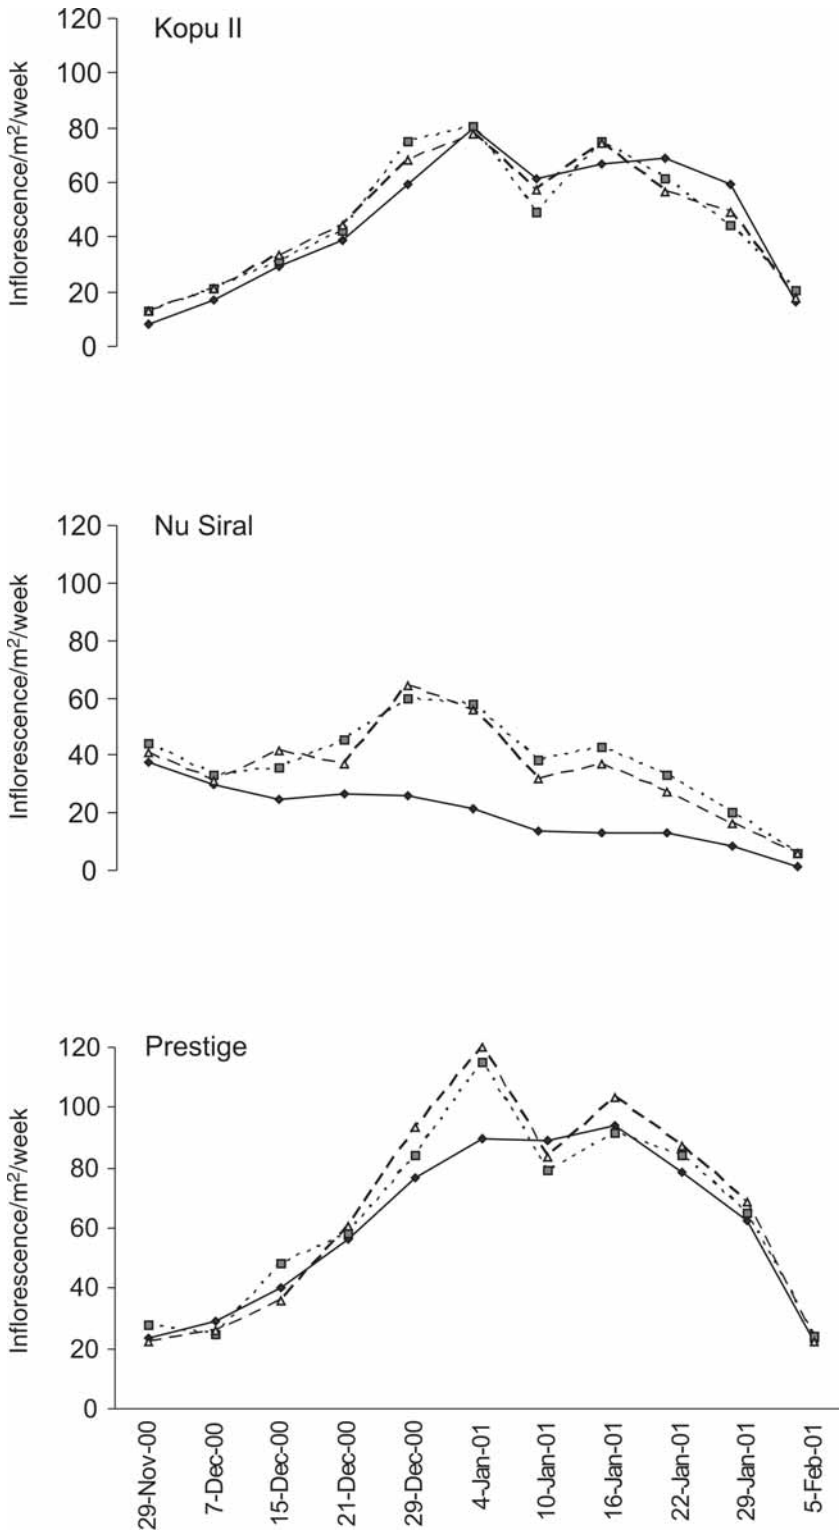 Kopu II
Inflorescence/m²/week
120
100
80
60
40
20
0
Nu Siral
Inflorescence/m²/week
120
100
80
60
40
20
0
Prestige
Inflorescence/m²/week
120
100
80
60
40
20
0
29-Nov-00
7-Dec-00
15-Dec-00
21-Dec-00
29-Dec-00
4-Jan-01
10-Jan-01
16-Jan-01
22-Jan-01
29-Jan-01
5-Feb-01